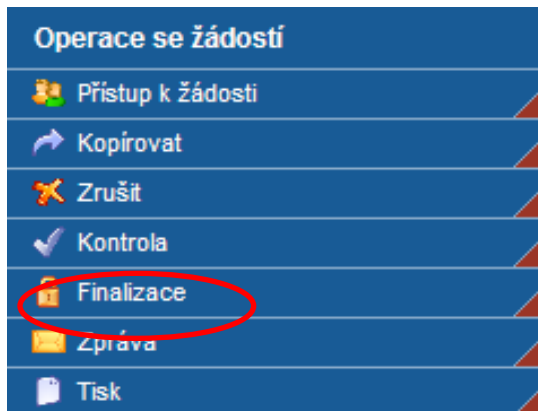 Operace se žádostí
Přístup k žádosti
Kopírovat
Zrušit
Kontrola
Finalizace
Zpráva
Tisk